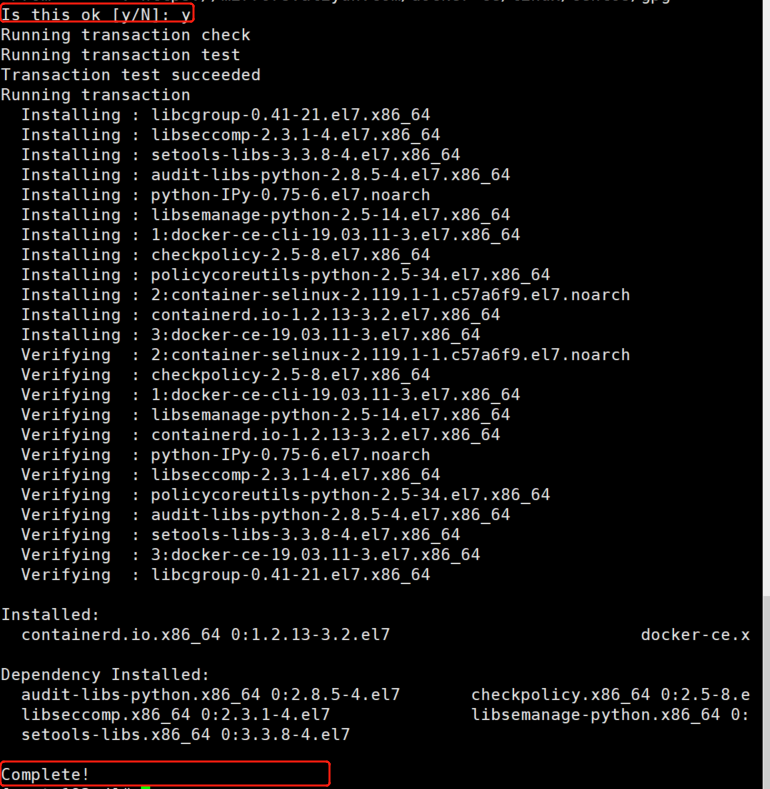 Is this ok [y/N]: y
Running transaction check
Running transaction test
Transaction test succeeded
Running transaction
  Installing : libcgroup-0.41-21.el7.x86_64
  Installing : libseccomp-2.3.1-4.el7.x86_64
  Installing : setools-libs-3.3.8-4.el7.x86_64
  Installing : audit-libs-python-2.8.5-4.el7.x86_64
  Installing : python-IPy-0.75-6.el7.noarch
  Installing : libsemanage-python-2.5-14.el7.x86_64
  Installing : 1:docker-ce-cli-19.03.11-3.el7.x86_64
  Installing : checkpolicy-2.5-8.el7.x86_64
  Installing : policycoreutils-python-2.5-34.el7.x86_64
  Installing : 2:container-selinux-2.119.1-1.c57a6f9.el7.noarch
  Installing : containerd.io-1.2.13-3.2.el7.x86_64
  Installing : 3:docker-ce-19.03.11-3.el7.x86_64
  Verifying  : 2:container-selinux-2.119.1-1.c57a6f9.el7.noarch
  Verifying  : checkpolicy-2.5-8.el7.x86_64
  Verifying  : 1:docker-ce-cli-19.03.11-3.el7.x86_64
  Verifying  : libsemanage-python-2.5-14.el7.x86_64
  Verifying  : containerd.io-1.2.13-3.2.el7.x86_64
  Verifying  : python-IPy-0.75-6.el7.noarch
  Verifying  : libseccomp-2.3.1-4.el7.x86_64
  Verifying  : policycoreutils-python-2.5-34.el7.x86_64
  Verifying  : audit-libs-python-2.8.5-4.el7.x86_64
  Verifying  : setools-libs-3.3.8-4.el7.x86_64
  Verifying  : 3:docker-ce-19.03.11-3.el7.x86_64
  Verifying  : libcgroup-0.41-21.el7.x86_64
Installed:
  containerd.io.x86_64 0:1.2.13-3.2.el7 docker-ce.x
Dependency Installed:
  audit-libs-python.x86_64 0:2.8.5-4.el7 checkpolicy.x86_64 0:2.5-8.e
  libseccomp.x86_64 0:2.3.1-4.el7 libsemanage-python.x86_64 0:
  setools-libs.x86_64 0:3.3.8-4.el7
Complete!